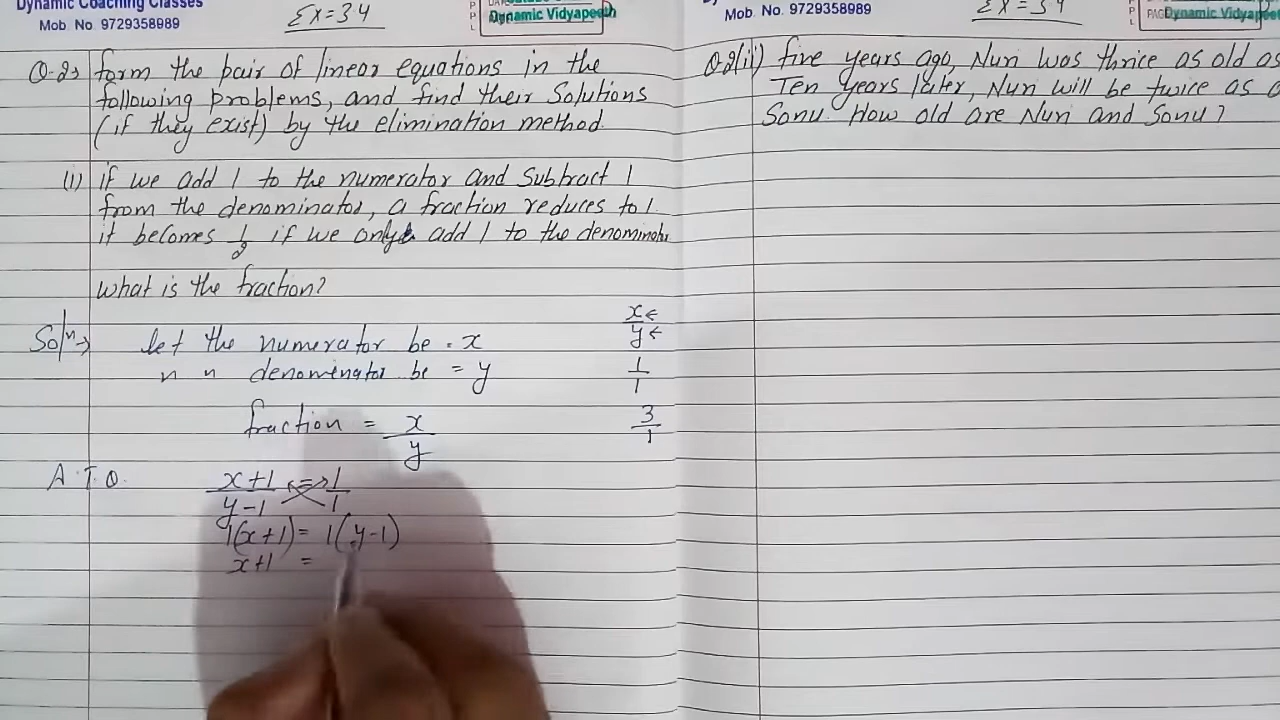 Dynamic Coaching Classes
Mob. No 9729358989
Ex=3.4
Dynamic Vidyapeeth
Q.2→ form the pair of linear equations in the
following problems, and find their Solutions
(if they exist) by the elimination method.
(i) if we add 1 to the numerator and subtract 1
from the denominator, a fraction reduces to 1.
it becomes 1/2 if we only add 1 to the denominator
What is the fraction?
Solⁿ→ let the numerator be = x
n n denominator be = y
fraction = x/y
A.T.Q. x+1/y-1 = 1/1
1(x+1) = 1(y-1)
x+1 =
x/y
1/1
3/1
Mob. No. 9729358989
Ex=3.4
Dynamic Vidyapeet
Q2(ii) five years ago, Nuri was thrice as old as
Ten years later, Nuri will be twice as
Sonu. How old are Nuri and Sonu?